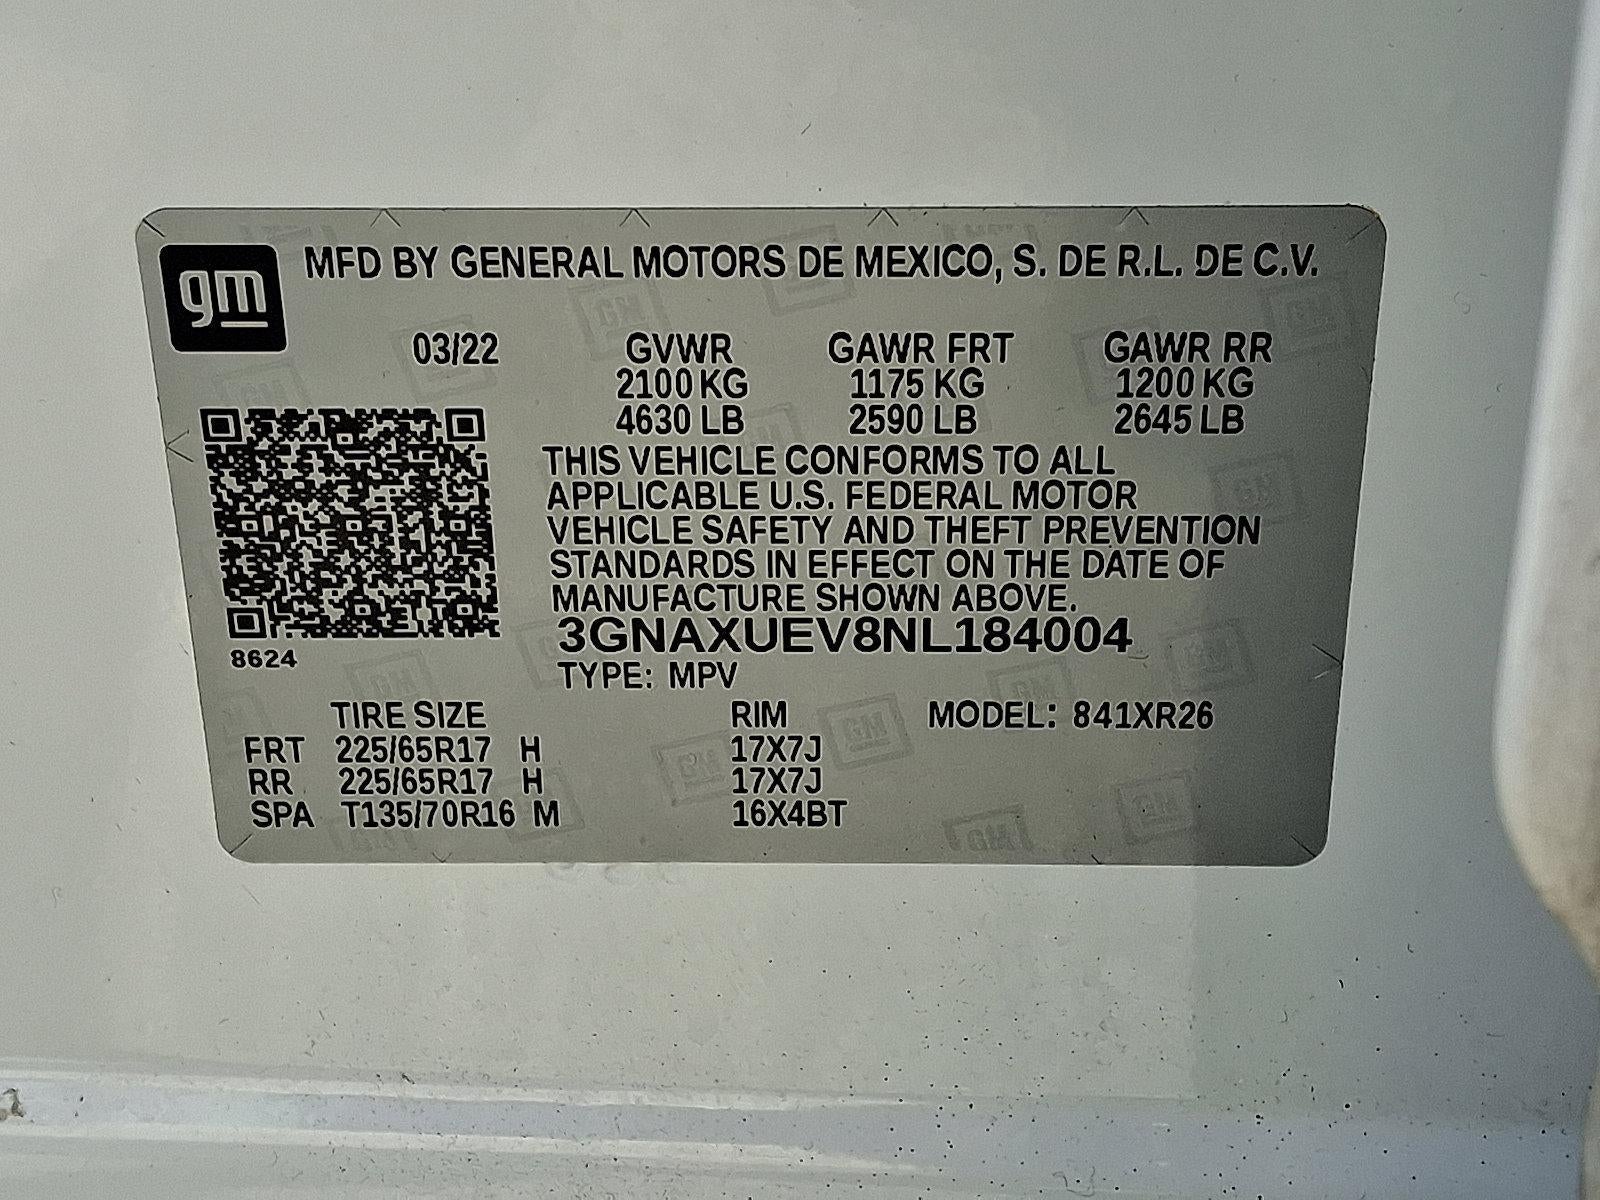 gm
MFD BY GENERAL MOTORS DE MEXICO, S. DE R.L. DE C.V.
03/22 GVWR GAWR FRT GAWR RR
2100 KG 1175 KG 1200 KG
4630 LB 2590 LB 2645 LB
THIS VEHICLE CONFORMS TO ALL
APPLICABLE U.S. FEDERAL MOTOR
VEHICLE SAFETY AND THEFT PREVENTION
STANDARDS IN EFFECT ON THE DATE OF
MANUFACTURE SHOWN ABOVE.
3GNAXUEV8NL184004
8624
TYPE: MPV
TIRE SIZE RIM MODEL: 841XR26
FRT 225/65R17 H 17X7J
RR 225/65R17 H 17X7J
SPA T135/70R16 M 16X4BT